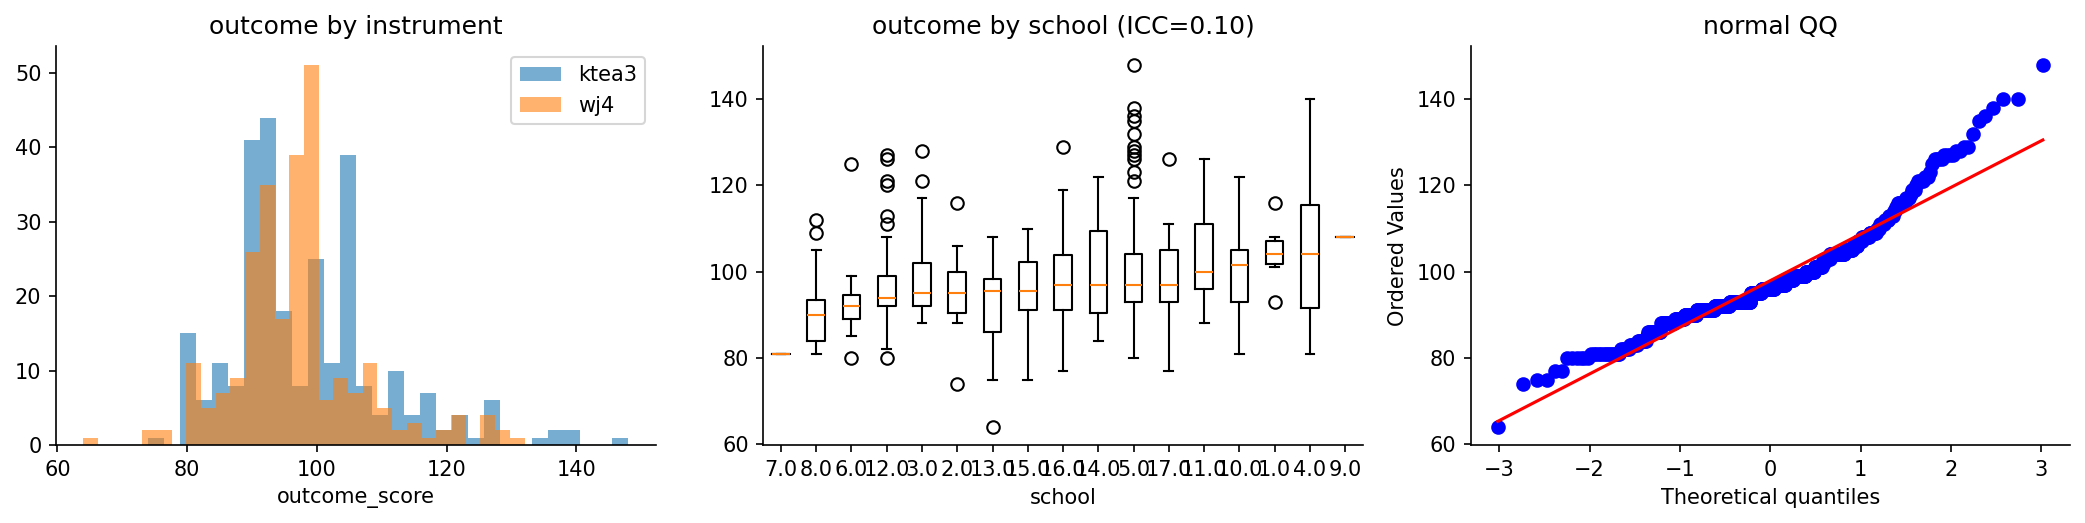 outcome by instrument
ktea3
wj4
50
40
30
20
10
0
60
80
100
120
140
outcome_score
outcome by school (ICC=0.10)
140
120
100
80
60
7.0 8.0 6.0 12.0 3.0 2.0 13.0 15.0 16.0 14.0 5.0 17.0 11.0 10.0 1.0 4.0 9.0
school
normal QQ
Ordered Values
140
120
100
80
60
−3 −2 −1 0 1 2 3
Theoretical quantiles